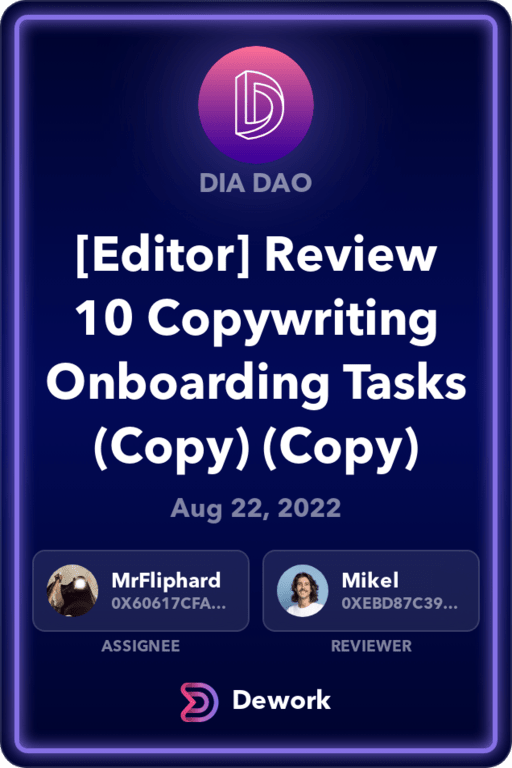 DIA DAO
[Editor] Review
10 Copywriting
Onboarding Tasks
(Copy) (Copy)
Aug 22, 2022
MrFliphard
0X60617CFA...
ASSIGNEE
Mikel
0XEBD87C39...
REVIEWER
Dework